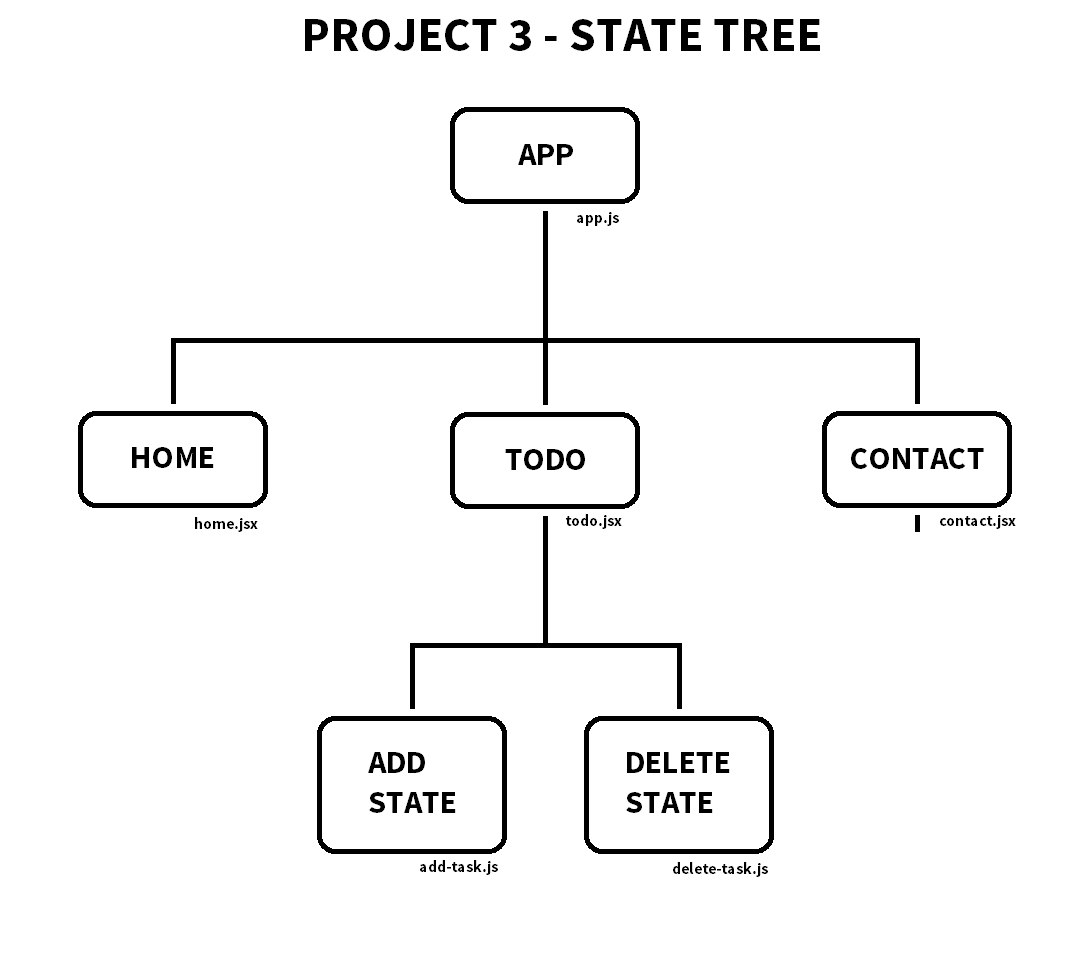 PROJECT 3 - STATE TREE
APP
app.js
HOME
TODO
CONTACT
home.jsx
todo.jsx
contact.jsx
ADD
STATE
DELETE
STATE
add-task.js
delete-task.js